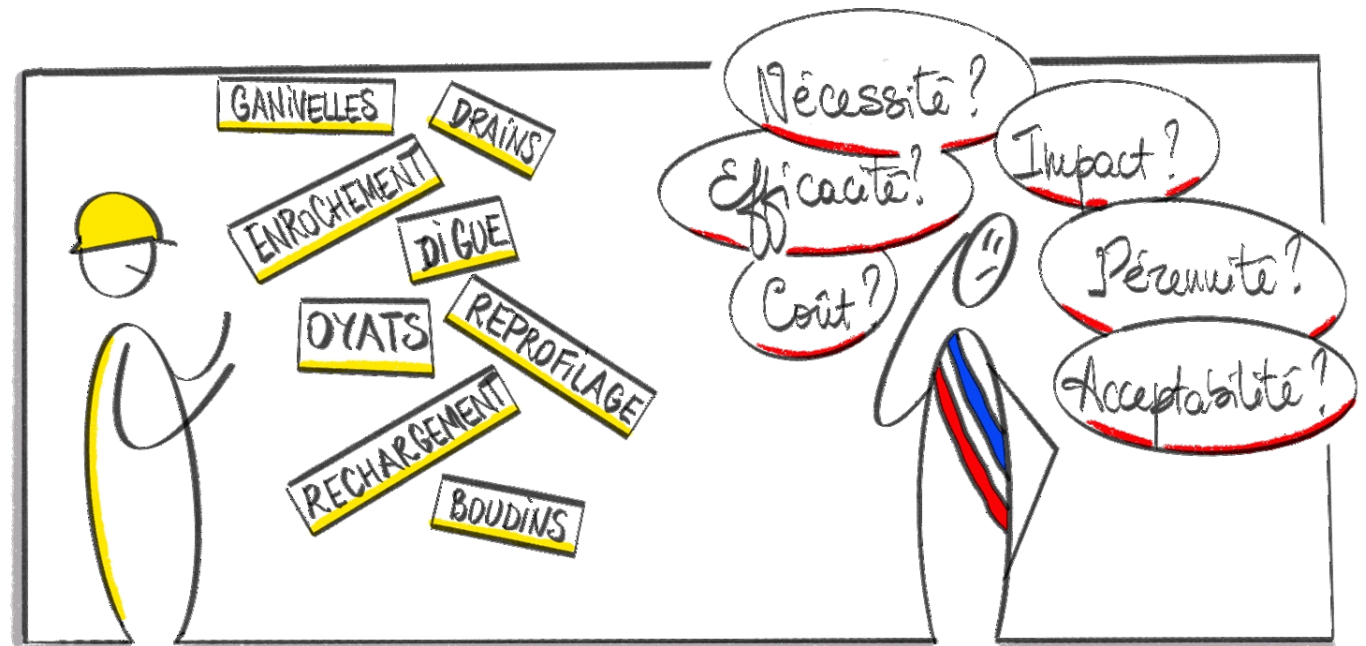 GANIVELLES
DRAINS
ENROCHEMENT
DIGUE
OYATS
REPROFILAGE
RECHARGEMENT
BOUDINS
Nécessité ?
Efficacité ?
Impact ?
Coût ?
Pérennité ?
Acceptabilité ?